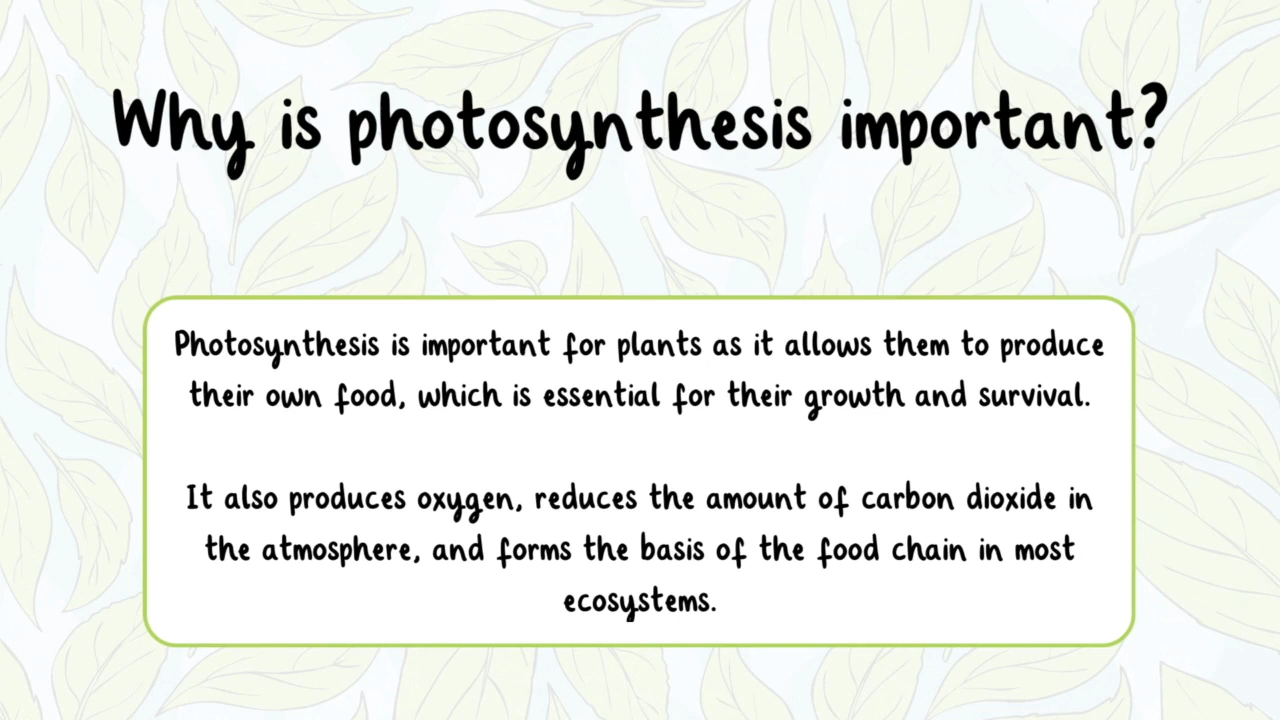 Why is photosynthesis important?
Photosynthesis is important for plants as it allows them to produce
their own food, which is essential for their growth and survival.
It also produces oxygen, reduces the amount of carbon dioxide in
the atmosphere, and forms the basis of the food chain in most
ecosystems.